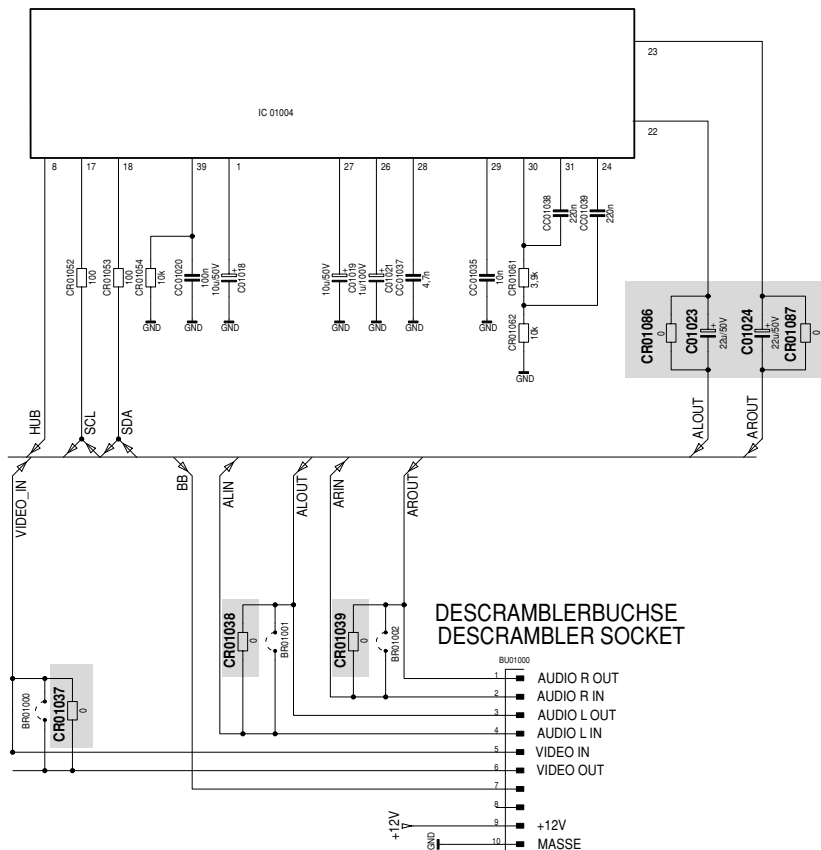 23
IC 01004
22
8
17
18
39
1
27
26
28
29
30
31
24
CC01038
220n
CC01039
220n
CR01052
100
CR01053
100
CR01054
10k
CC01020
100n
10u/50V
+
C01018
10u/50V
+
C01019
1u/100V
+
C01021
CC01037
4,7n
CC01035
10n
CR01061
3,9k
CR01062
10k
GND
GND
GND
GND
GND
GND
GND
GND
CR01086
0
C01023
+
22u/50V
C01024
+
22u/50V
CR01087
0
HUB
SCL
SDA
ALOUT
AROUT
VIDEO_IN
BB
ALIN
ALOUT
ARIN
AROUT
CR01038
0
BR01001
CR01039
0
BR01002
DESCRAMBLERBUCHSE
DESCRAMBLER SOCKET
BU01000
BR01000
CR01037
0
1 AUDIO R OUT
2 AUDIO R IN
3 AUDIO L OUT
4 AUDIO L IN
5 VIDEO IN
6 VIDEO OUT
7
8
+12V 9 +12V
GND 10 MASSE